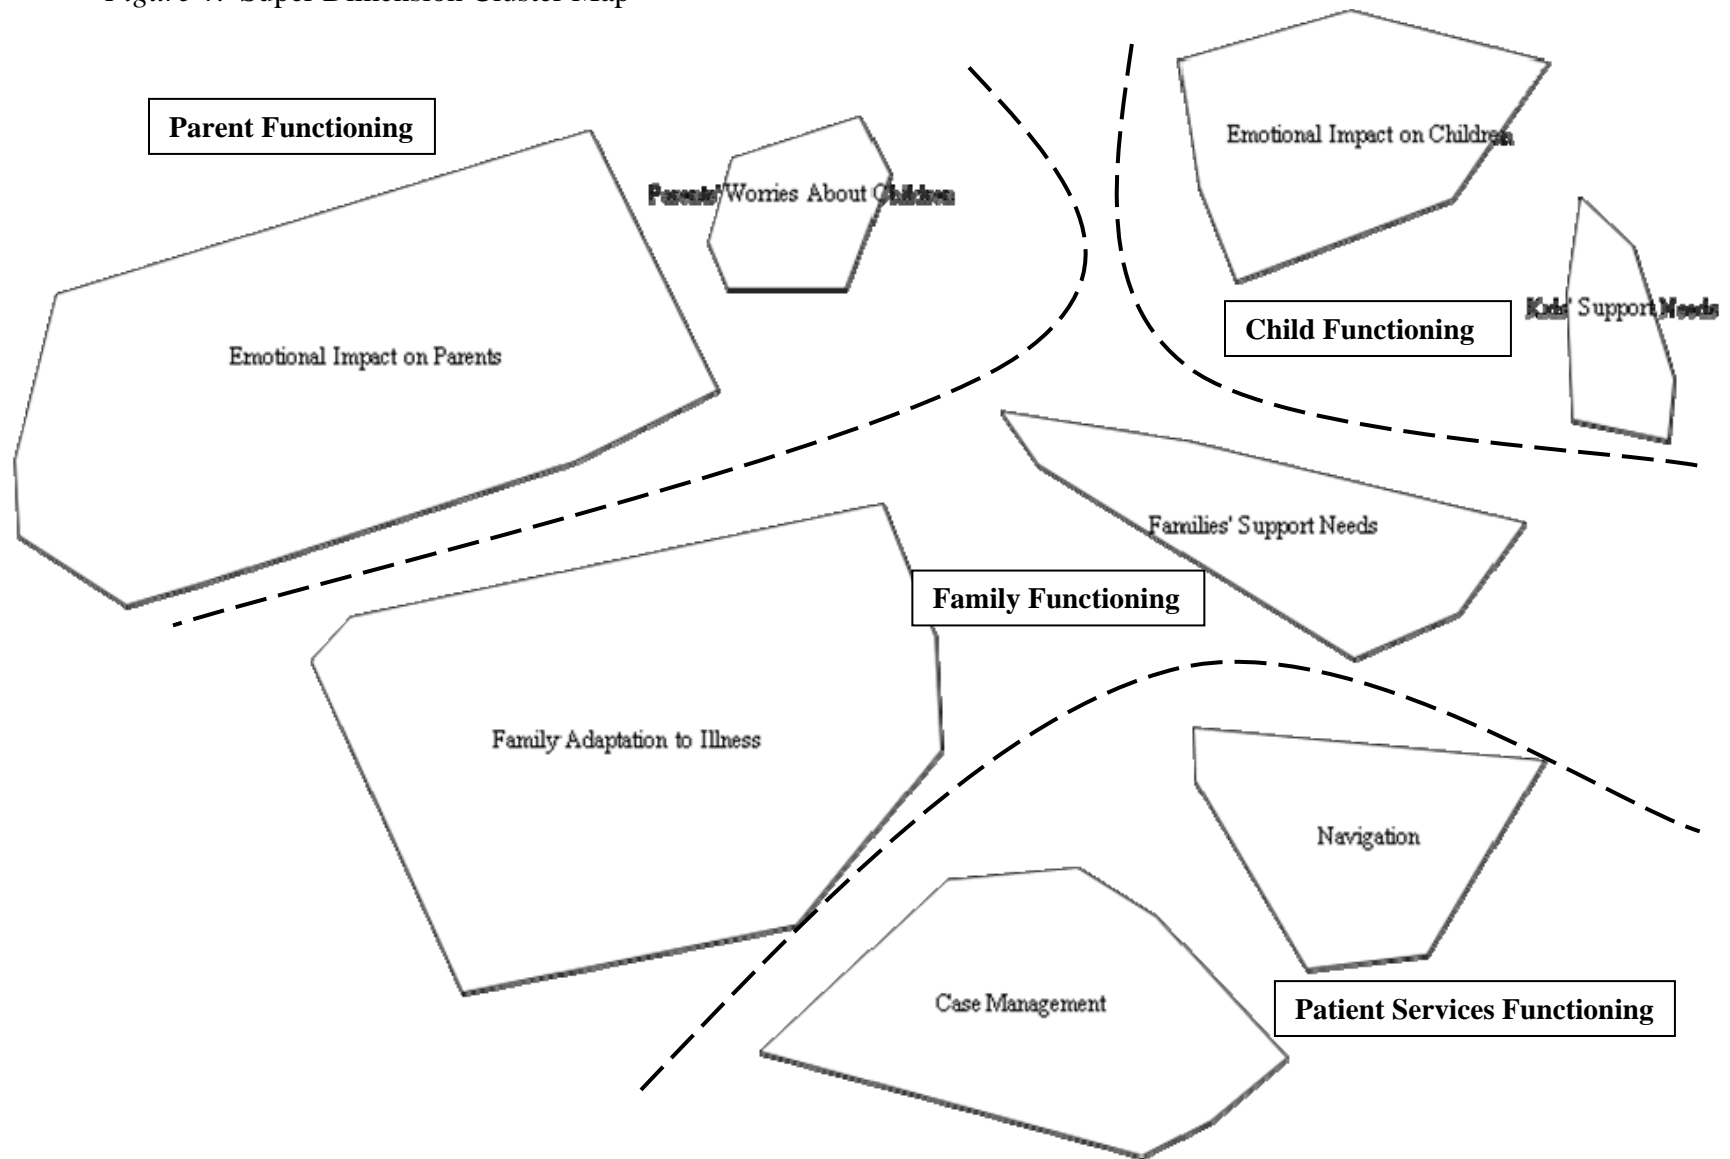 Super Dimension Cluster Map
Parent Functioning
Emotional Impact on Children
Parents' Worries About Children
Kids' Support Needs
Child Functioning
Emotional Impact on Parents
Families' Support Needs
Family Functioning
Family Adaptation to Illness
Navigation
Case Management
Patient Services Functioning